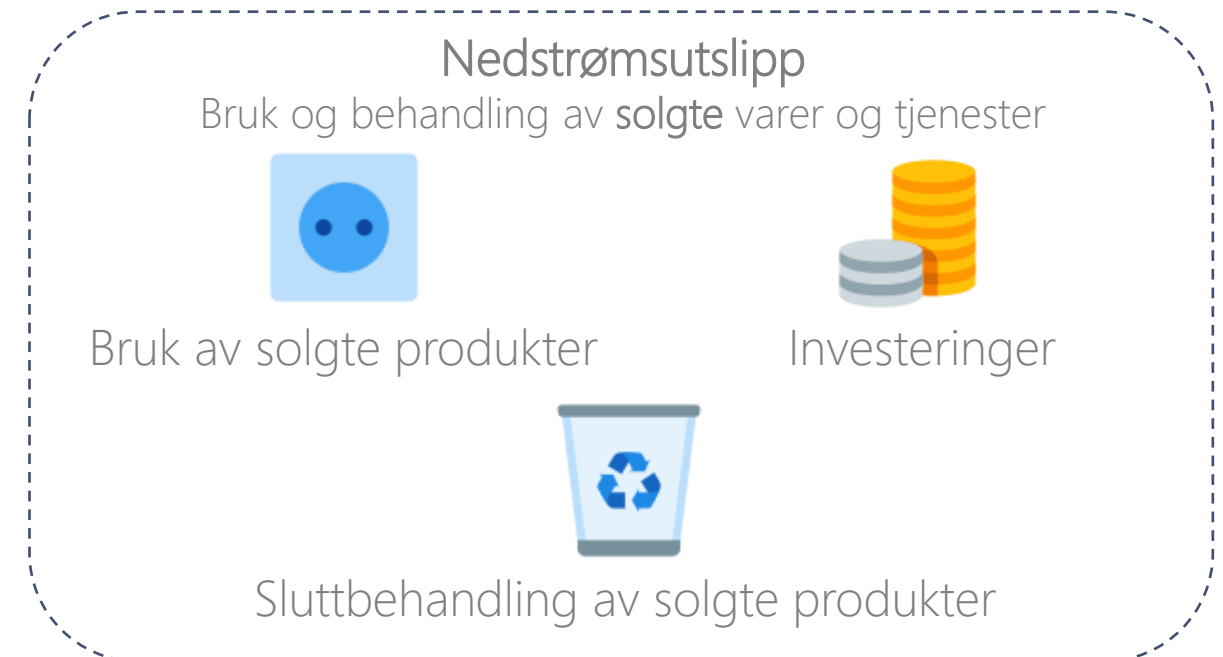 Nedstrømsutslipp
Bruk og behandling av solgte varer og tjenester
Bruk av solgte produkter
Investeringer
Sluttbehandling av solgte produkter